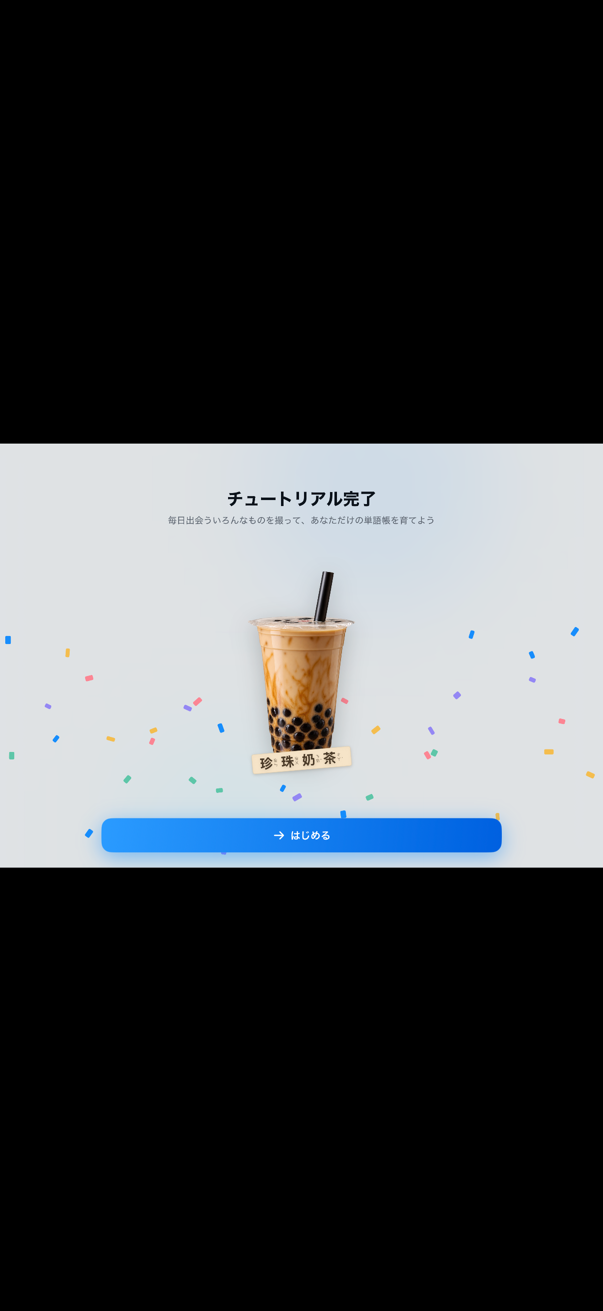 チュートリアル完了
毎日出会ういろんなものを撮って、あなただけの単語帳を育てよう
珍珠奶茶
はじめる